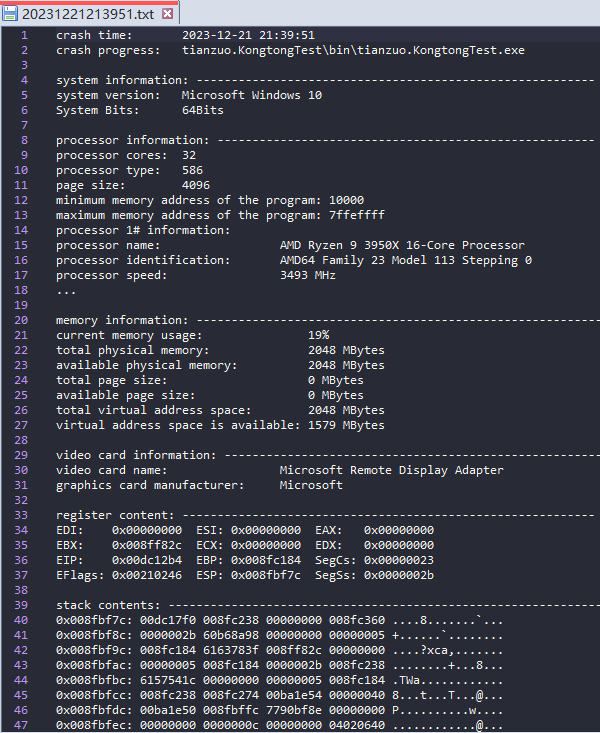 20231221213951.txt
1 crash time: 2023-12-21 21:39:51
2 crash progress: tianzuo.KongtongTest\bin\tianzuo.KongtongTest.exe
3
4 system information: ---------------------------------------------------------
5 system version: Microsoft Windows 10
6 System Bits: 64Bits
7
8 processor information: ------------------------------------------------------
9 processor cores: 32
10 processor type: 586
11 page size: 4096
12 minimum memory address of the program: 10000
13 maximum memory address of the program: 7ffeffff
14 processor 1# information:
15 processor name: AMD Ryzen 9 3950X 16-Core Processor
16 processor identification: AMD64 Family 23 Model 113 Stepping 0
17 processor speed: 3493 MHz
18 ...
19
20 memory information: ----------------------------------------------------------
21 current memory usage: 19%
22 total physical memory: 2048 MBytes
23 available physical memory: 2048 MBytes
24 total page size: 0 MBytes
25 available page size: 0 MBytes
26 total virtual address space: 2048 MBytes
27 virtual address space is available: 1579 MBytes
28
29 video card information: ------------------------------------------------------
30 video card name: Microsoft Remote Display Adapter
31 graphics card manufacturer: Microsoft
32
33 register content: -----------------------------------------------------------
34 EDI: 0x00000000 ESI: 0x00000000 EAX: 0x00000000
35 EBX: 0x008ff82c ECX: 0x00000000 EDX: 0x00000000
36 EIP: 0x00dc12b4 EBP: 0x008fc184 SegCs: 0x00000023
37 EFlags: 0x00210246 ESP: 0x008fbf7c SegSs: 0x0000002b
38
39 stack contents: --------------------------------------------------------------
40 0x008fbf7c: 00dc17f0 008fc238 00000000 008fc360 ....8.......`...
41 0x008fbf8c: 0000002b 60b68a98 00000000 00000005 +......`........
42 0x008fbf9c: 008fc184 6163783f 008ff82c 00000000 ....?xca,.......
43 0x008fbfac: 00000005 008fc184 0000002b 008fc238 ........+...8...
44 0x008fbfbc: 6157541c 00000000 00000005 008fc184 .TWa............
45 0x008fbfcc: 008fc238 008fc274 00ba1e54 00000040 8...t...T...@...
46 0x008fbfdc: 00ba1e50 008fbffc 7790bf8e 00000000 P..........w....
47 0x008fbfec: 00000000 0000000c 00000000 04020640 ............@...